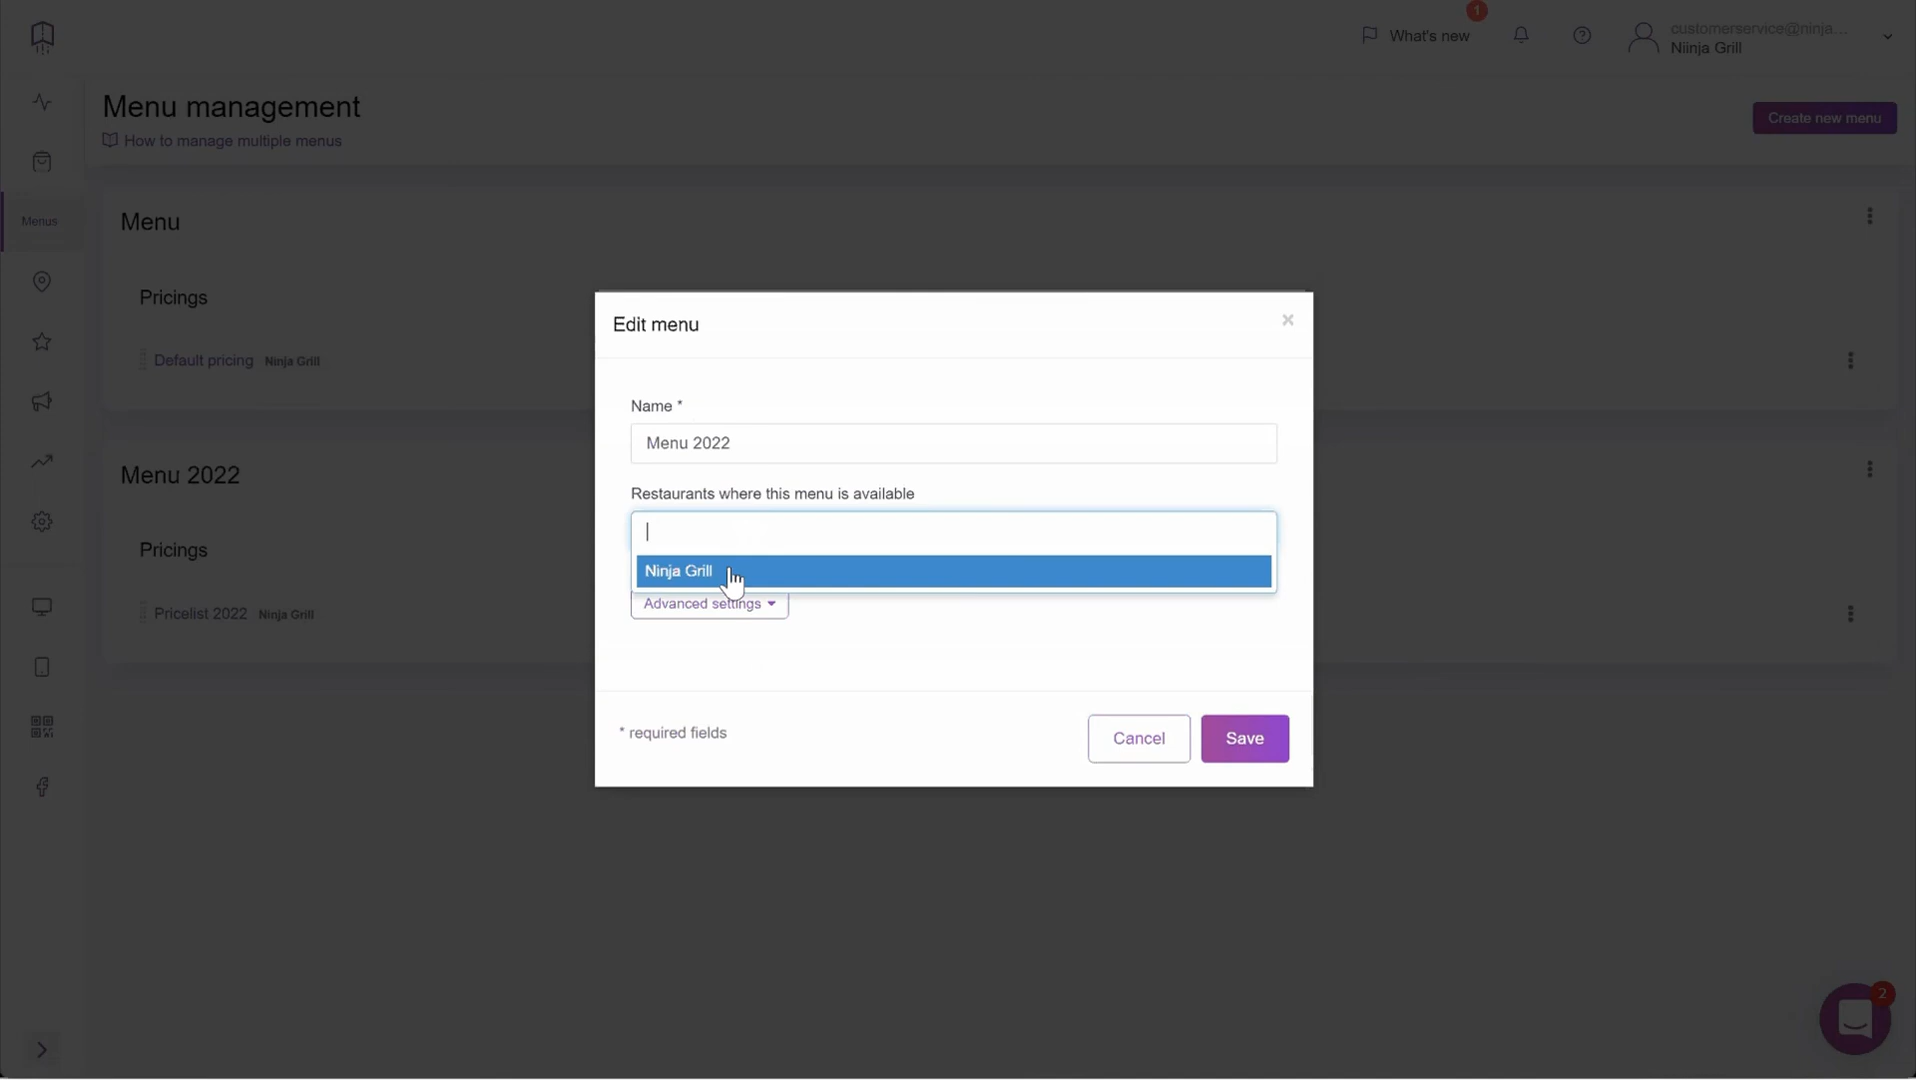 1
What's new
customerservice@ninja...
Niinja Grill
Menu management
How to manage multiple menus
Create new menu
Menus
Menu
Pricings
Default pricing Ninja Grill
Menu 2022
Pricings
Pricelist 2022 Ninja Grill
Edit menu
×
Name *
Menu 2022
Restaurants where this menu is available
Ninja Grill
Advanced settings
* required fields
Cancel
Save
2